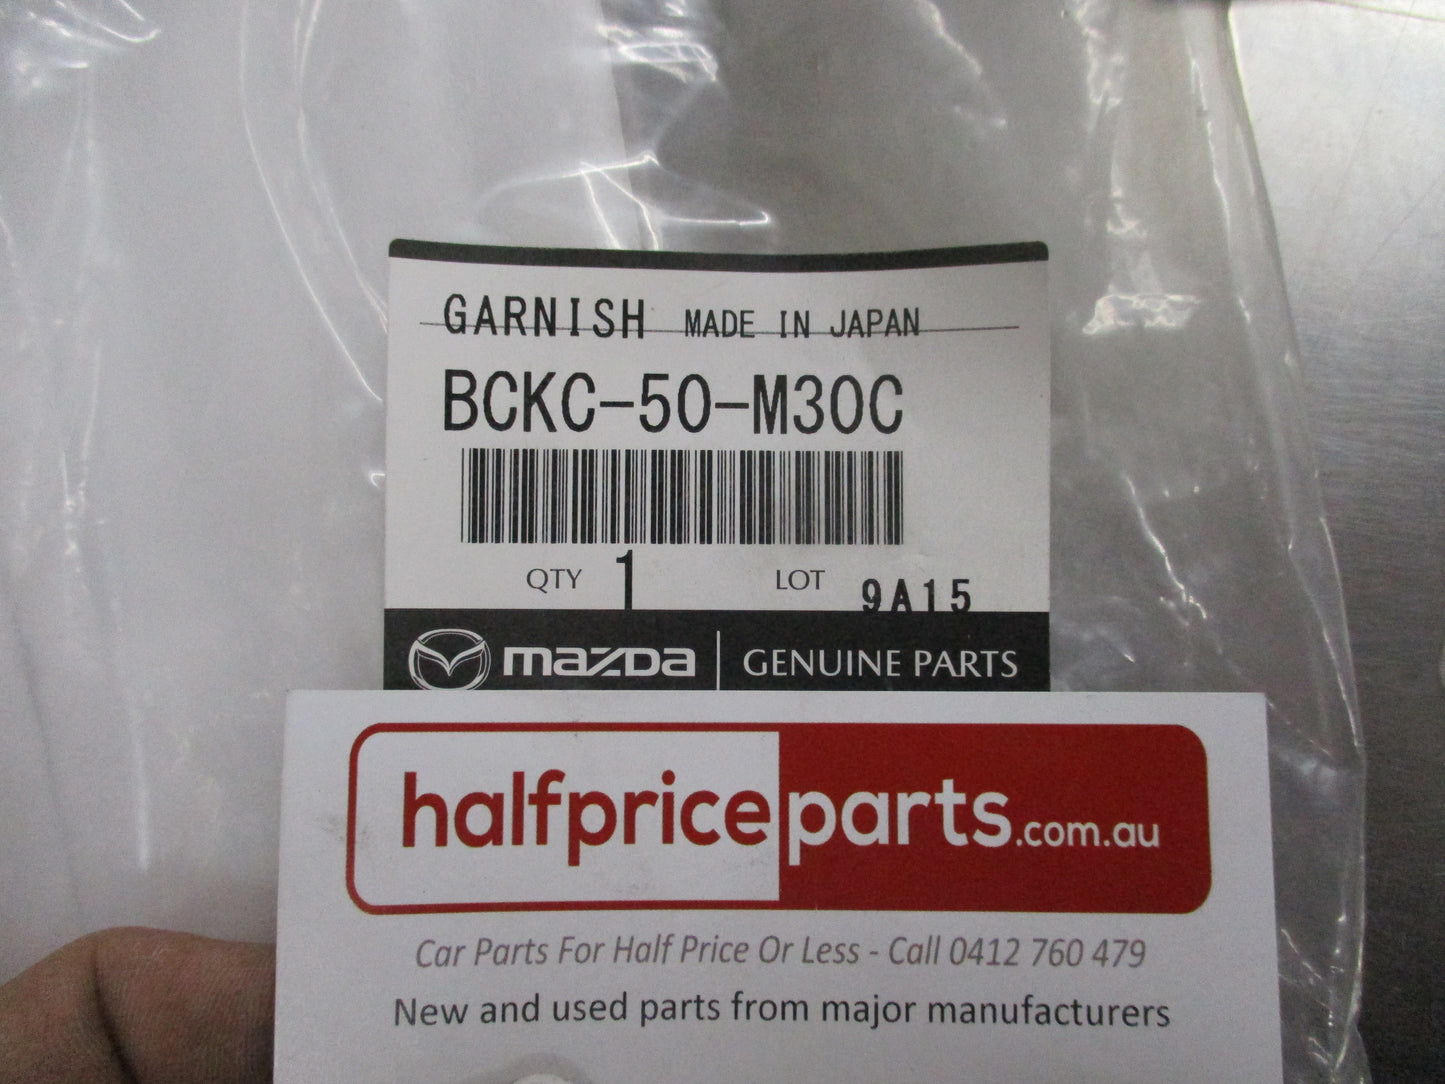 GARNISH MADE IN JAPAN
BCKC-50-M30C
QTY 1 LOT 9A15
mazda GENUINE PARTS
halfpriceparts.com.au
Car Parts For Half Price Or Less - Call 0412 760 479
New and used parts from major manufacturers